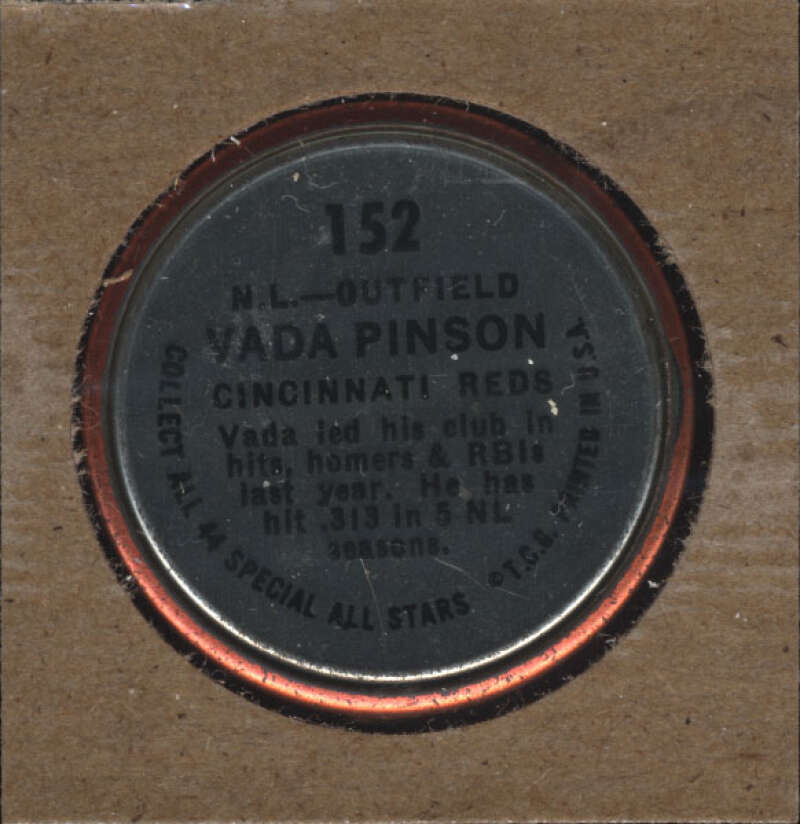 152
N.L.—OUTFIELD
VADA PINSON
CINCINNATI REDS
Vada led his club in
hits, homers & RBIs
last year. He has
hit .313 in 5 NL
seasons.
COLLECT ALL 44 SPECIAL ALL STARS
©T.C.G. PRINTED IN USA